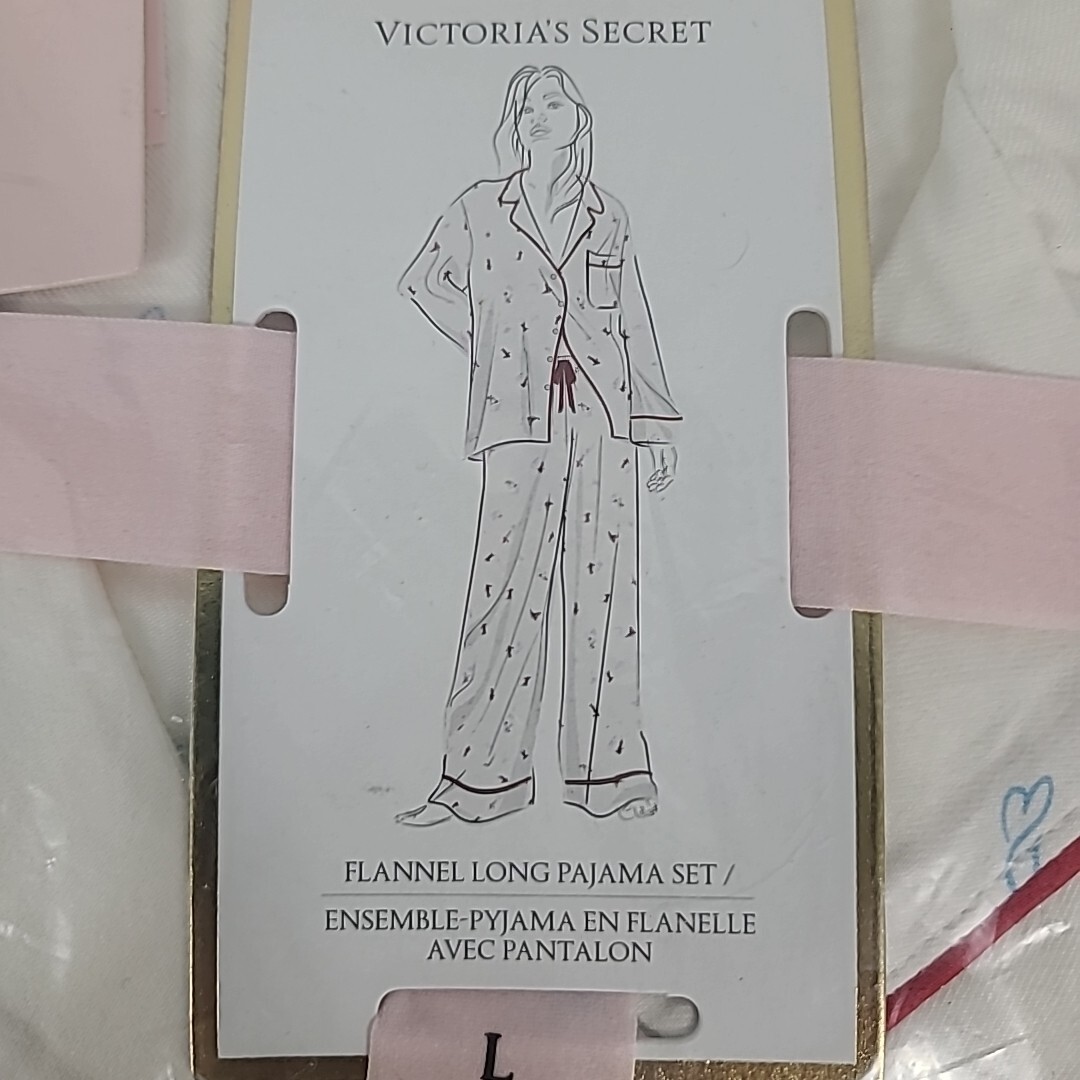 VICTORIA'S SECRET
FLANNEL LONG PAJAMA SET /
ENSEMBLE-PYJAMA EN FLANELLE
AVEC PANTALON
L